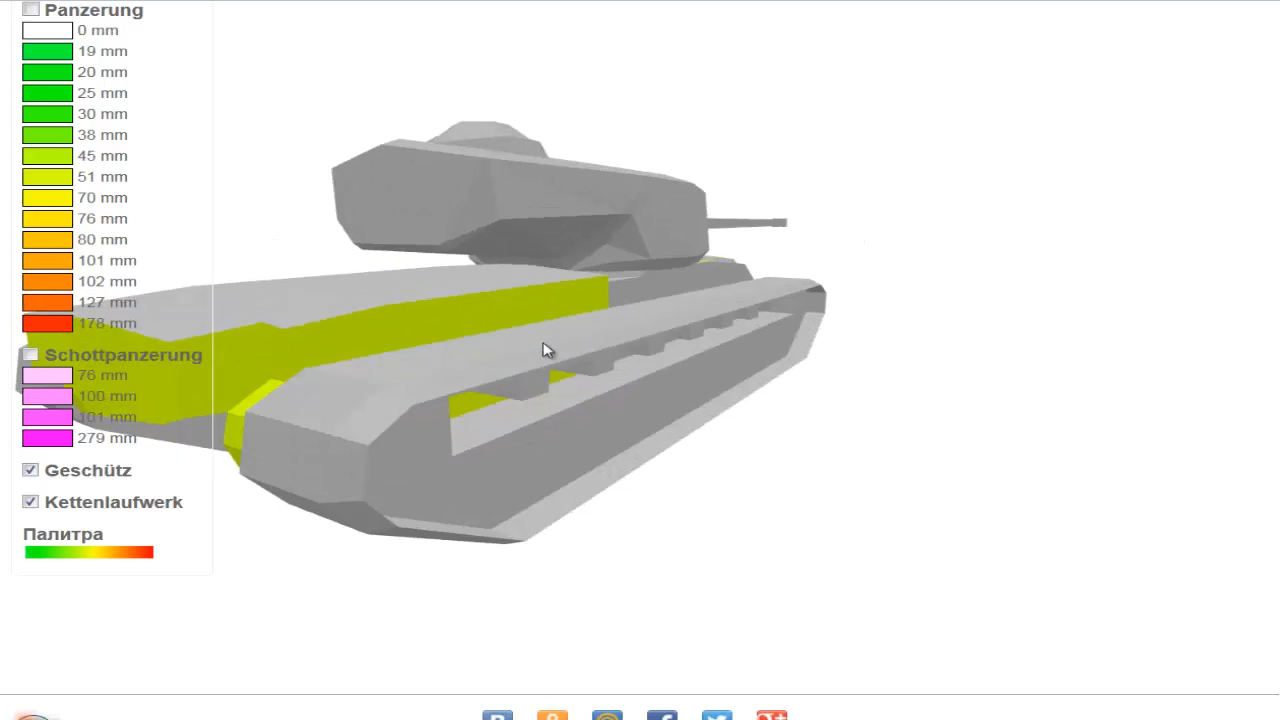 Panzerung
0 mm
19 mm
20 mm
25 mm
30 mm
38 mm
45 mm
51 mm
70 mm
76 mm
80 mm
101 mm
102 mm
127 mm
178 mm
Schottpanzerung
76 mm
100 mm
101 mm
279 mm
Geschütz
Kettenlaufwerk
Палитра